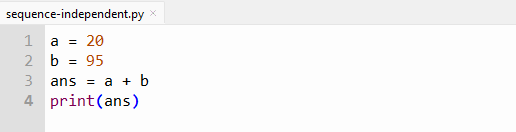 sequence-independent.py ×
1 a = 20
2 b = 95
3 ans = a + b
4 print(ans)